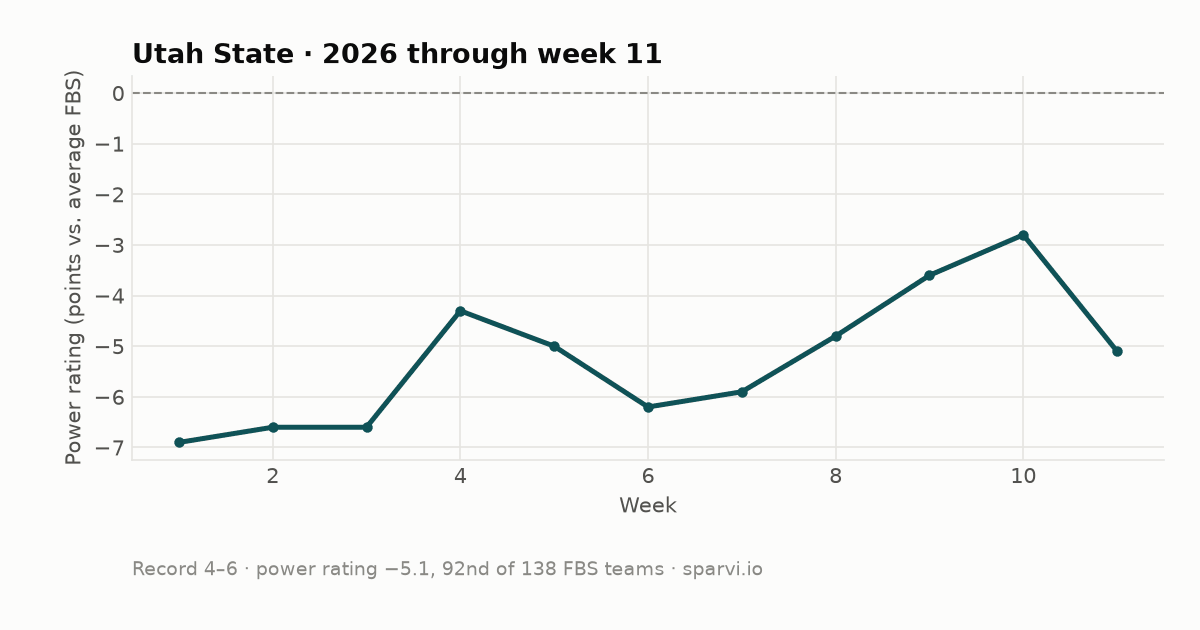 Utah State · 2026 through week 11
Power rating (points vs. average FBS)
0
−1
−2
−3
−4
−5
−6
−7
2 4 6 8 10
Week
Record 4–6 · power rating −5.1, 92nd of 138 FBS teams · sparvi.io